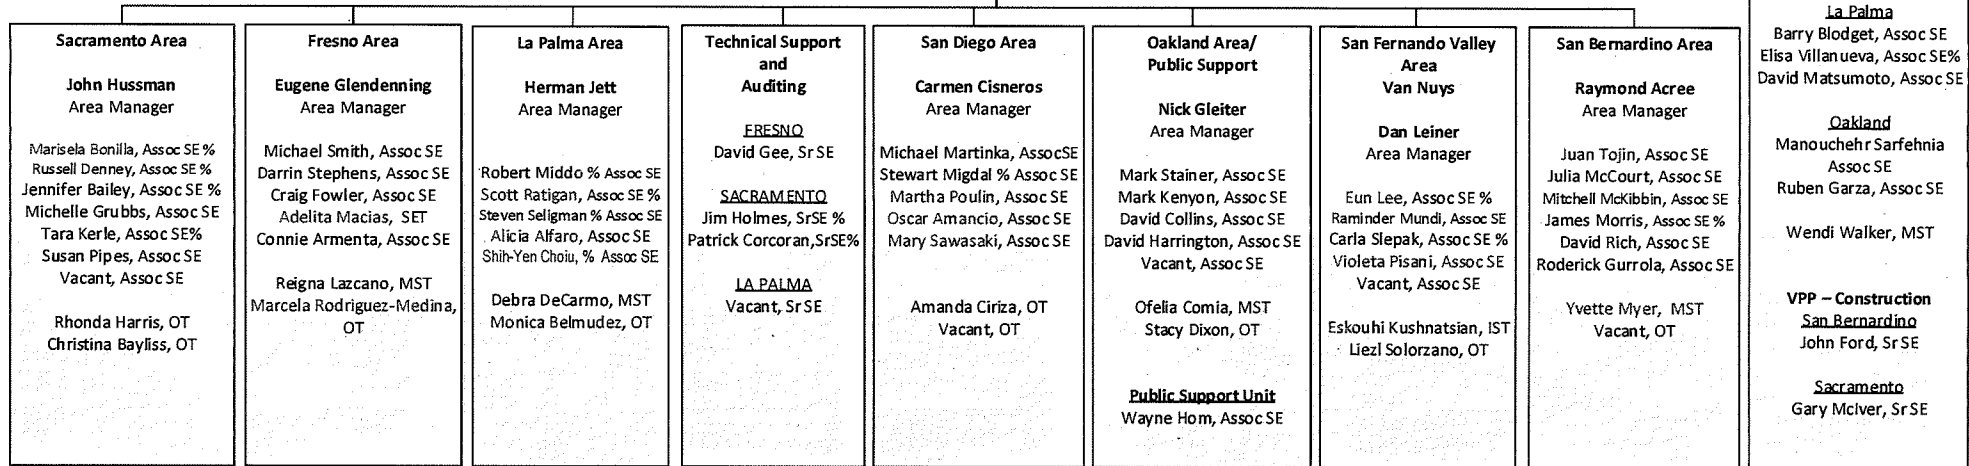 Sacramento Area
John Hussman
Area Manager
Marisela Bonilla, Assoc SE %
Russell Denney, Assoc SE %
Jennifer Bailey, Assoc SE %
Michelle Grubbs, Assoc SE
Tara Kerle, Assoc SE%
Susan Pipes, Assoc SE
Vacant, Assoc SE
Rhonda Harris, OT
Christina Bayliss, OT
Fresno Area
Eugene Glendenning
Area Manager
Michael Smith, Assoc SE
Darrin Stephens, Assoc SE
Craig Fowler, Assoc SE
Adelita Macias, SET
Connie Armenta, Assoc SE
Reigna Lazcano, MST
Marcela Rodriguez-Medina,
OT
La Palma Area
Herman Jett
Area Manager
Robert Middo % Assoc SE
Scott Ratigan, Assoc SE %
Steven Seligman % Assoc SE
Alicia Alfaro, Assoc SE
Shih-Yen Choiu, % Assoc SE
Debra DeCarmo, MST
Monica Belmudez, OT
Technical Support
and
Auditing
FRESNO
David Gee, Sr SE
SACRAMENTO
Jim Holmes, SrSE %
Patrick Corcoran,SrSE%
LA PALMA
Vacant, Sr SE
San Diego Area
Carmen Cisneros
Area Manager
Michael Martinka, AssocSE
Stewart Migdal % Assoc SE
Martha Poulin, Assoc SE
Oscar Amancio, Assoc SE
Mary Sawasaki, Assoc SE
Amanda Ciriza, OT
Vacant, OT
Oakland Area/
Public Support
Nick Gleiter
Area Manager
Mark Stainer, Assoc SE
Mark Kenyon, Assoc SE
David Collins, Assoc SE
David Harrington, Assoc SE
Vacant, Assoc SE
Ofelia Comia, MST
Stacy Dixon, OT
Public Support Unit
Wayne Hom, Assoc SE
San Fernando Valley
Area
Van Nuys
Dan Leiner
Area Manager
Eun Lee, Assoc SE %
Raminder Mundi, Assoc SE
Carla Slepak, Assoc SE %
Violeta Pisani, Assoc SE
Vacant, Assoc SE
Eskouhi Kushnatsian, IST
Liezl Solorzano, OT
San Bernardino Area
Raymond Acree
Area Manager
Juan Tojin, Assoc SE
Julia McCourt, Assoc SE
Mitchell McKibbin, Assoc SE
James Morris, Assoc SE %
David Rich, Assoc SE
Roderick Gurrola, Assoc SE
Yvette Myer, MST
Vacant, OT
La Palma
Barry Blodget, Assoc SE
Elisa Villanueva, Assoc SE%
David Matsumoto, Assoc SE
Oakland
Manouchehr Sarfehnia
Assoc SE
Ruben Garza, Assoc SE
Wendi Walker, MST
VPP – Construction
San Bernardino
John Ford, Sr SE
Sacramento
Gary McIver, Sr SE